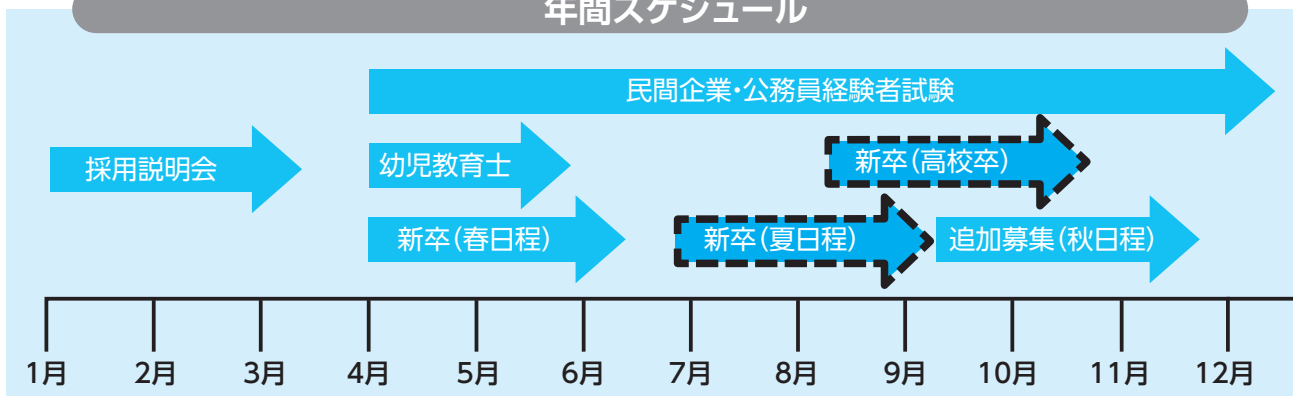 年間スケジュール
民間企業・公務員経験者試験
採用説明会
幼児教育士
新卒（高校卒）
新卒（春日程）
新卒（夏日程）
追加募集（秋日程）
1月 2月 3月 4月 5月 6月 7月 8月 9月 10月 11月 12月